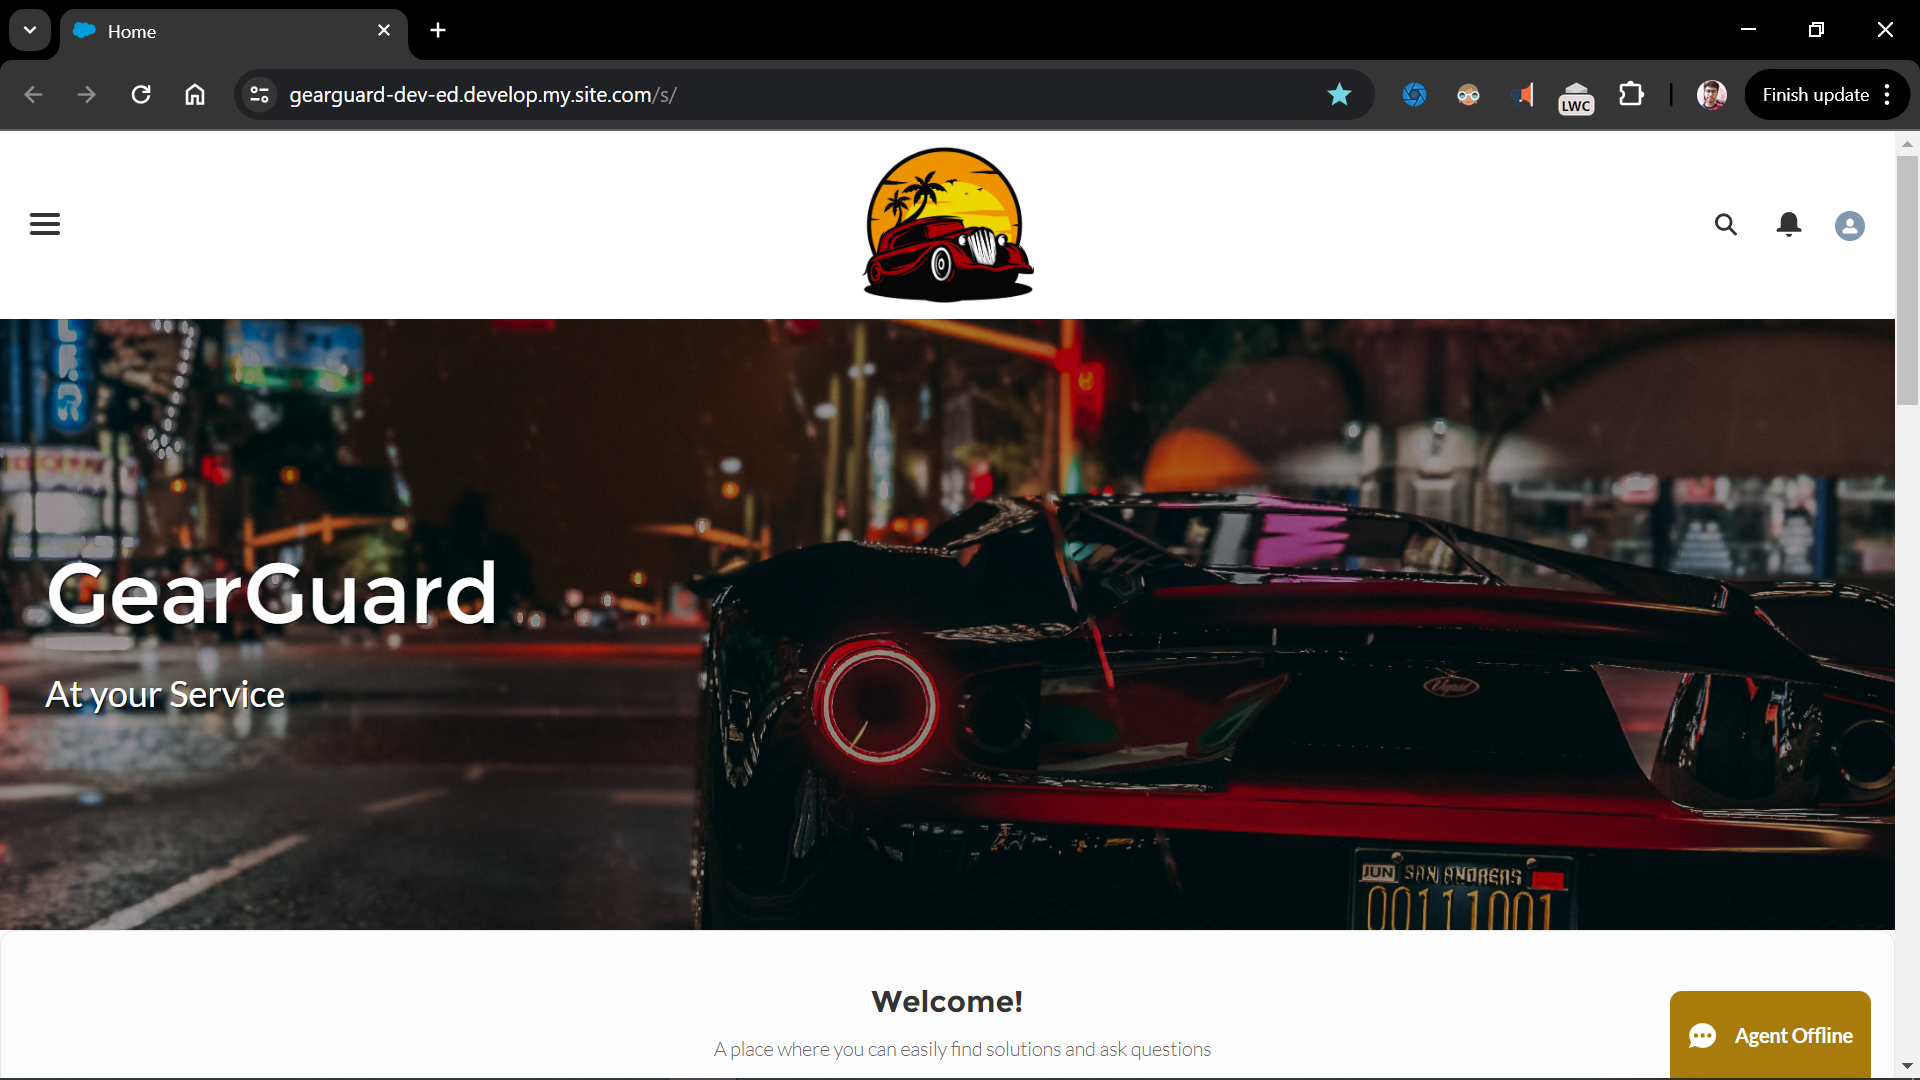 Home
gearguard-dev-ed.develop.my.site.com/s/
LWC
Finish update
GearGuard
At your Service
JUN SAN ANDREAS
00111001
Welcome!
A place where you can easily find solutions and ask questions
Agent Offline